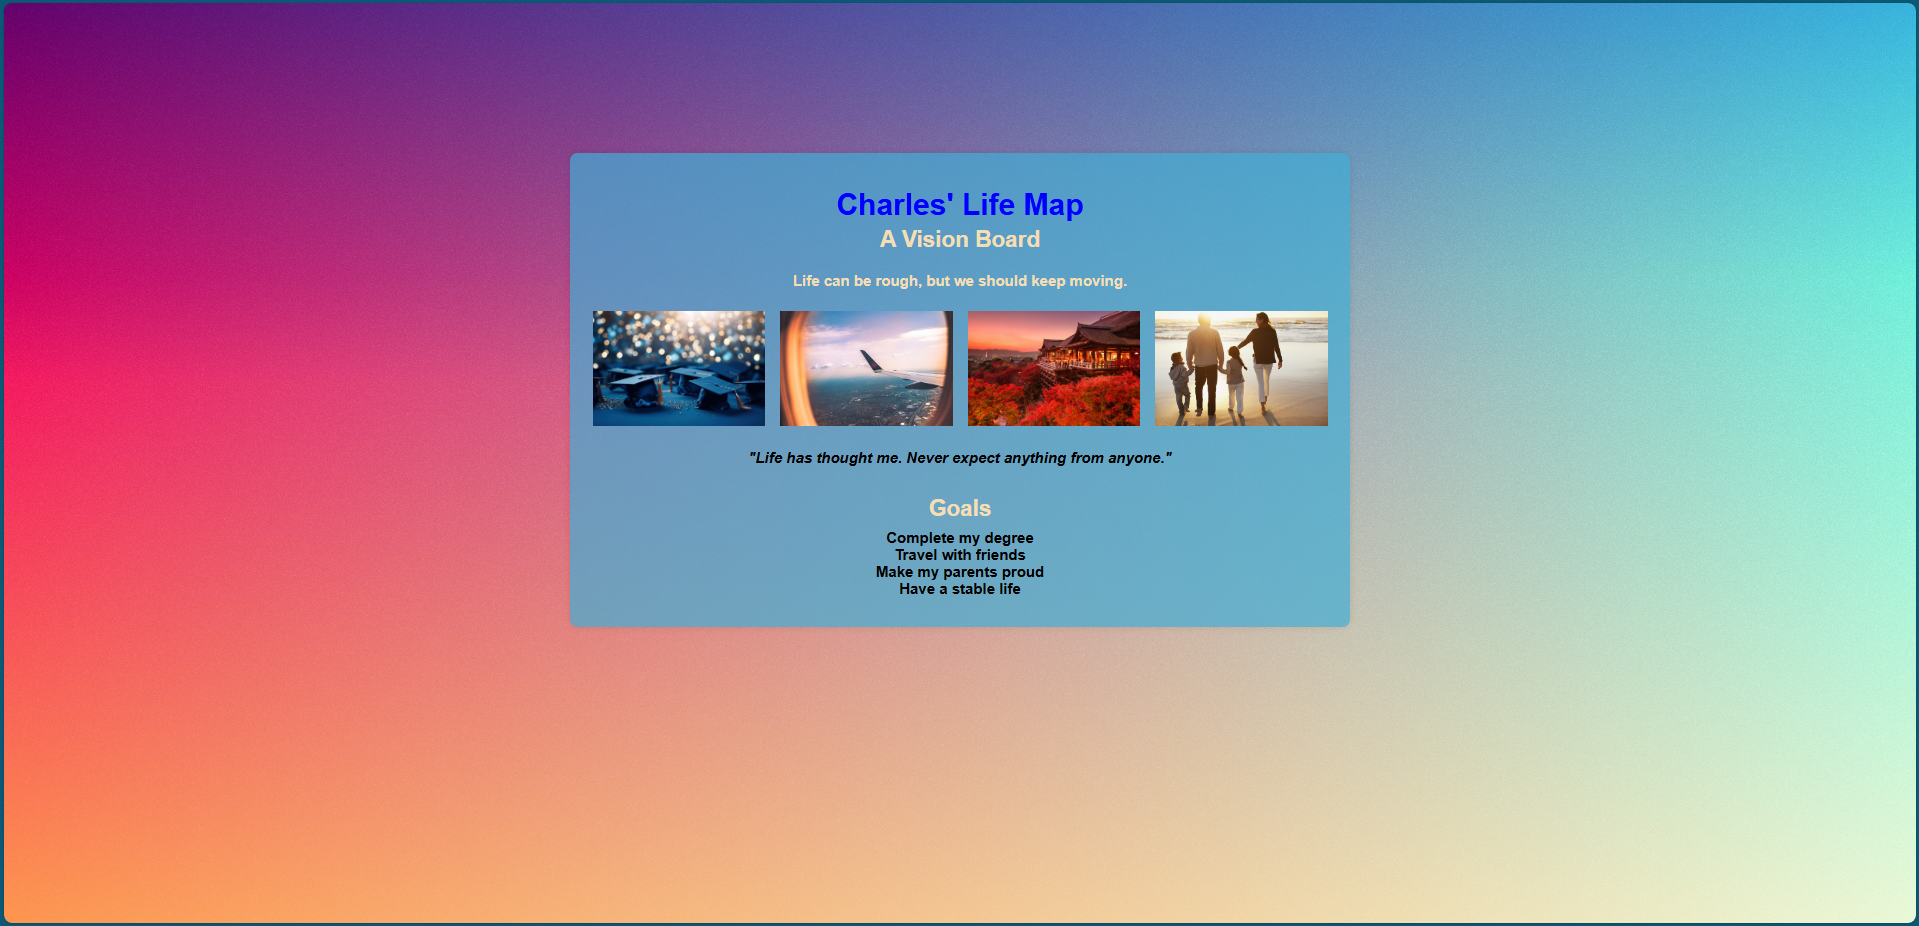 Charles' Life Map
A Vision Board
Life can be rough, but we should keep moving.
"Life has thought me. Never expect anything from anyone."
Goals
Complete my degree
Travel with friends
Make my parents proud
Have a stable life